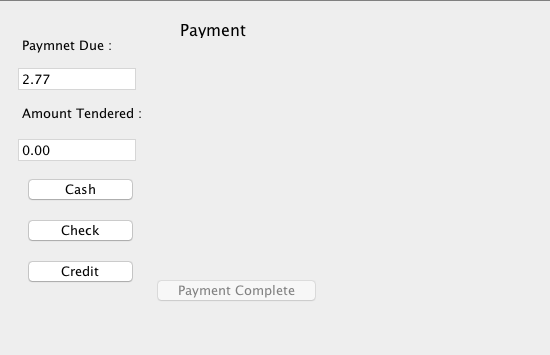 Payment
Paymnet Due :
2.77
Amount Tendered :
0.00
Cash
Check
Credit
Payment Complete